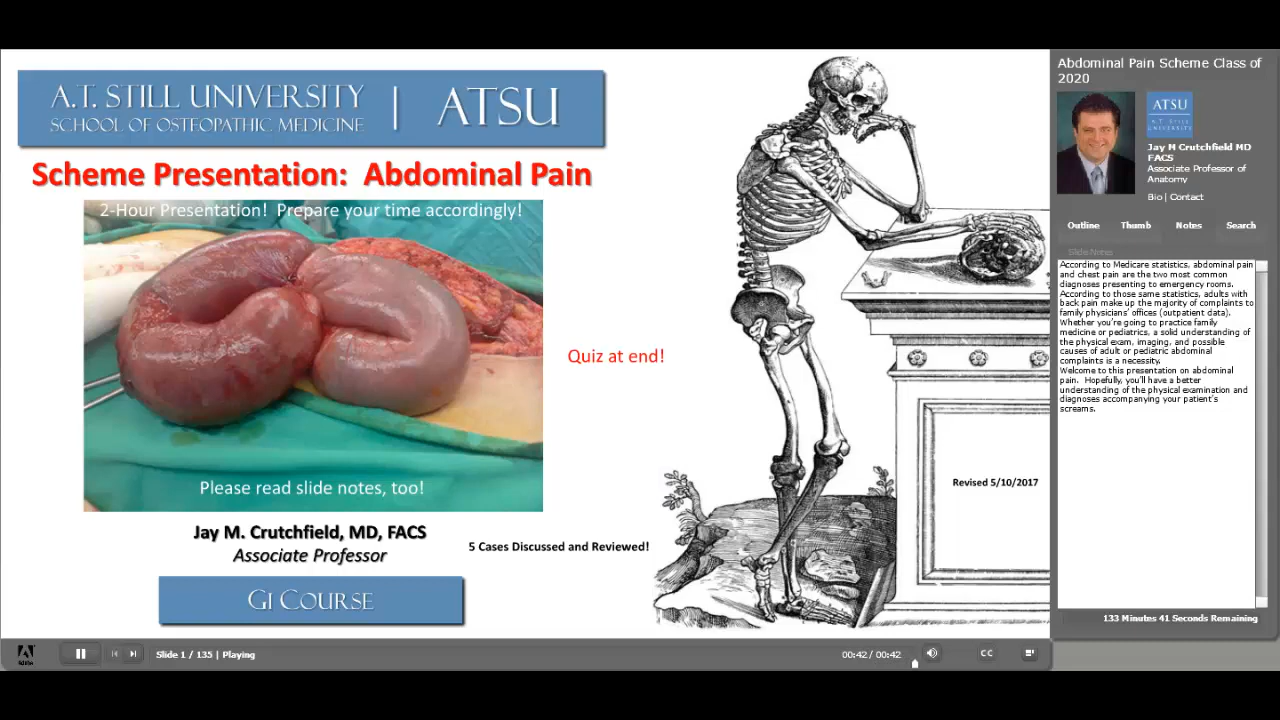 A.T. STILL UNIVERSITY
SCHOOL OF OSTEOPATHIC MEDICINE
ATSU
Scheme Presentation: Abdominal Pain
2-Hour Presentation! Prepare your time accordingly!
Quiz at end!
Please read slide notes, too!
Jay M. Crutchfield, MD, FACS
Associate Professor
5 Cases Discussed and Reviewed!
GI COURSE
Revised 5/10/2017
Abdominal Pain Scheme Class of
2020
ATSU
A.T. STILL
UNIVERSITY
Jay M Crutchfield MD
FACS
Associate Professor of
Anatomy
Bio | Contact
Outline Thumb Notes Search
Slide Notes
According to Medicare statistics, abdominal pain
and chest pain are the two most common
diagnoses presenting to emergency rooms.
According to those same statistics, adults with
back pain make up the majority of complaints to
family physicians' offices (outpatient data).
Whether you're going to practice family
medicine or pediatrics, a solid understanding of
the physical exam, imaging, and possible
causes of adult or pediatric abdominal
complaints is a necessity.
Welcome to this presentation on abdominal
pain. Hopefully, you'll have a better
understanding of the physical examination and
diagnoses accompanying your patient's
screams.
133 Minutes 41 Seconds Remaining
Slide 1 / 135 | Playing
00:42 / 00:42
CC